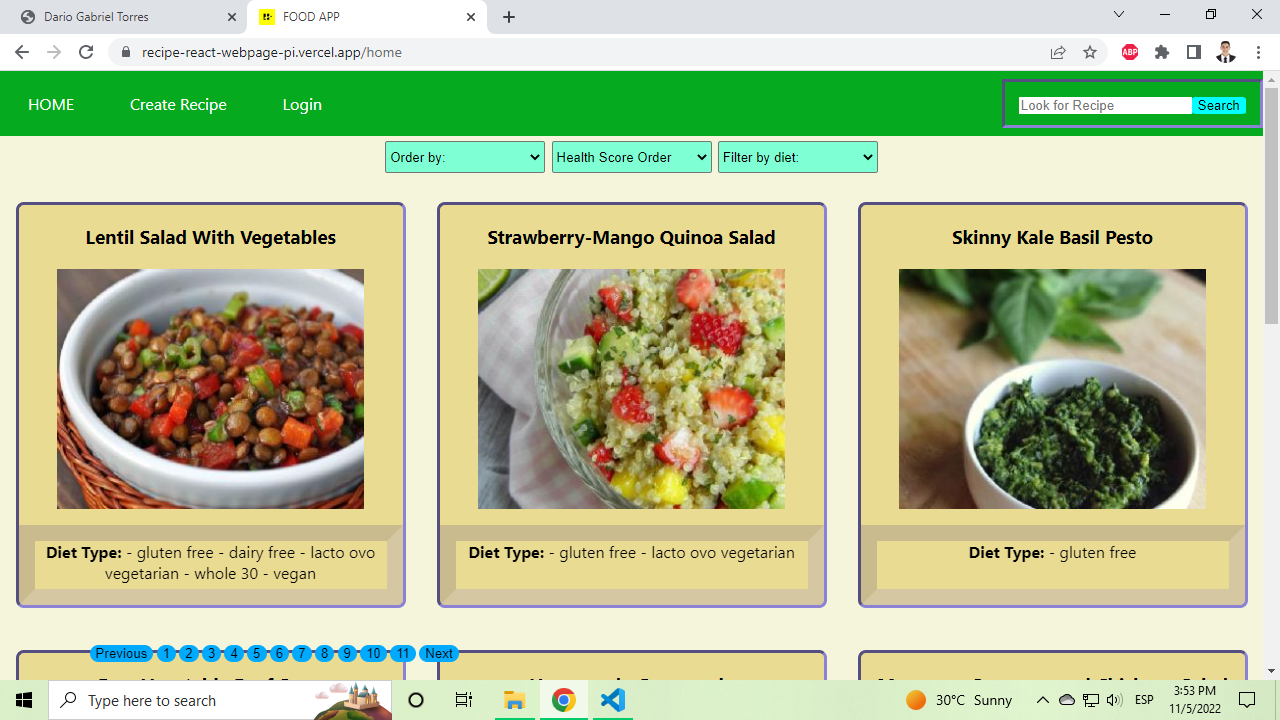 Dario Gabriel Torres
FOOD APP
recipe-react-webpage-pi.vercel.app/home
ABP
HOME
Create Recipe
Login
Look for Recipe
Search
Order by:
Health Score Order
Filter by diet:
Lentil Salad With Vegetables
Strawberry-Mango Quinoa Salad
Skinny Kale Basil Pesto
Diet Type: - gluten free - dairy free - lacto ovo
vegetarian - whole 30 - vegan
Diet Type: - gluten free - lacto ovo vegetarian
Diet Type: - gluten free
Previous 1 2 3 4 5 6 7 8 9 10 11 Next
Type here to search
30°C Sunny
ESP
3:53 PM
11/5/2022